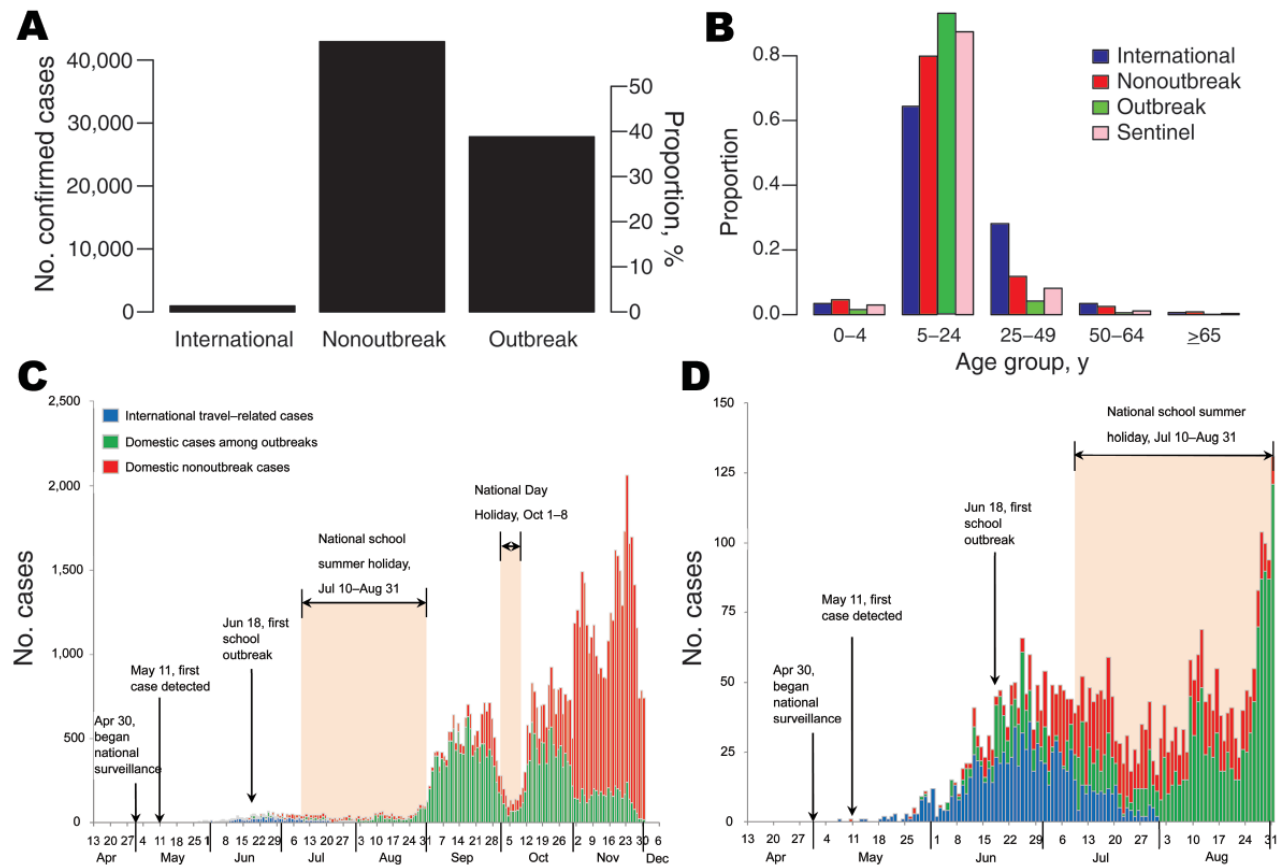 A
No. confirmed cases
40,000
30,000
20,000
10,000
0
50
40
30
20
10
0
Proportion, %
International
Nonoutbreak
Outbreak
B
Proportion
0.8
0.6
0.4
0.2
0.0
International
Nonoutbreak
Outbreak
Sentinel
0–4
5–24
25–49
50–64
≥65
Age group, y
C
No. cases
2,500
2,000
1,500
1,000
500
0
International travel–related cases
Domestic cases among outbreaks
Domestic nonoutbreak cases
Apr 30,
began
national
surveillance
May 11, first
case detected
Jun 18, first
school
outbreak
National school
summer holiday,
Jul 10–Aug 31
National Day
Holiday, Oct 1–8
13 20 27 4 11 18 25 1 8 15 22 29 6 13 20 27 3 10 17 24 31 7 14 21 28 5 12 19 26 2 9 16 23 30 6
Apr May Jun Jul Aug Sep Oct Nov Dec
D
No. cases
150
125
100
75
50
25
0
Apr 30,
began
national
surveillance
May 11, first
case detected
Jun 18, first
school
outbreak
National school summer
holiday, Jul 10–Aug 31
13 20 27 4 11 18 25 1 8 15 22 29 6 13 20 27 3 10 17 24 31
Apr May Jun Jul Aug